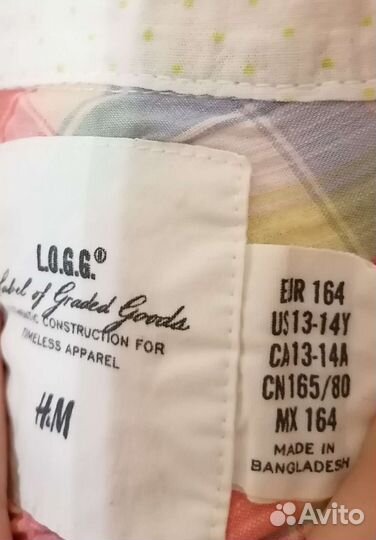 L.O.G.G.®
Label of Graded Goods
CONSTRUCTION FOR
TIMELESS APPAREL
H.M
EUR 164
US13-14Y
CA13-14A
CN165/80
MX 164
MADE IN
BANGLADESH
Avito